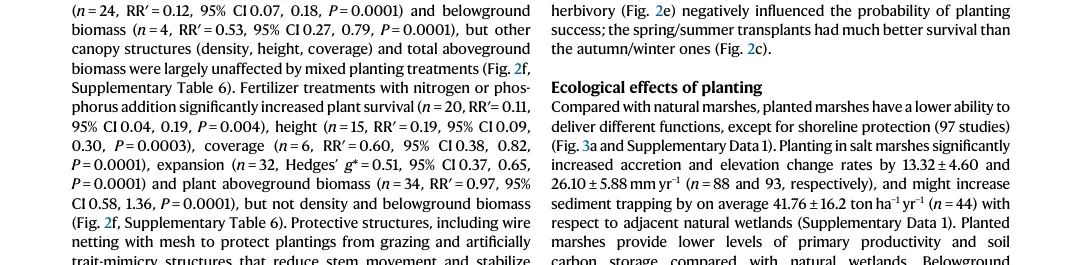 (n = 24, RR′ = 0.12, 95% CI 0.07, 0.18, P = 0.0001) and belowground
biomass (n = 4, RR′ = 0.53, 95% CI 0.27, 0.79, P = 0.0001), but other
canopy structures (density, height, coverage) and total aboveground
biomass were largely unaffected by mixed planting treatments (Fig. 2f,
Supplementary Table 6). Fertilizer treatments with nitrogen or phos-
phorus addition significantly increased plant survival (n = 20, RR′= 0.11,
95% CI 0.04, 0.19, P = 0.004), height (n = 15, RR′ = 0.19, 95% CI 0.09,
0.30, P = 0.0003), coverage (n = 6, RR′ = 0.60, 95% CI 0.38, 0.82,
P = 0.0001), expansion (n = 32, Hedges' g* = 0.51, 95% CI 0.37, 0.65,
P = 0.0001) and plant aboveground biomass (n = 34, RR′ = 0.97, 95%
CI 0.58, 1.36, P = 0.0001), but not density and belowground biomass
(Fig. 2f, Supplementary Table 6). Protective structures, including wire
netting with mesh to protect plantings from grazing and artificially
trait-mimicry structures that reduce stem movement and stabilize
herbivory (Fig. 2e) negatively influenced the probability of planting
success; the spring/summer transplants had much better survival than
the autumn/winter ones (Fig. 2c).
Ecological effects of planting
Compared with natural marshes, planted marshes have a lower ability to
deliver different functions, except for shoreline protection (97 studies)
(Fig. 3a and Supplementary Data 1). Planting in salt marshes significantly
increased accretion and elevation change rates by 13.32 ± 4.60 and
26.10 ± 5.88 mm yr⁻¹ (n = 88 and 93, respectively), and might increase
sediment trapping by on average 41.76 ± 16.2 ton ha⁻¹ yr⁻¹ (n = 44) with
respect to adjacent natural wetlands (Supplementary Data 1). Planted
marshes provide lower levels of primary productivity and soil
carbon storage compared with natural wetlands. Belowground